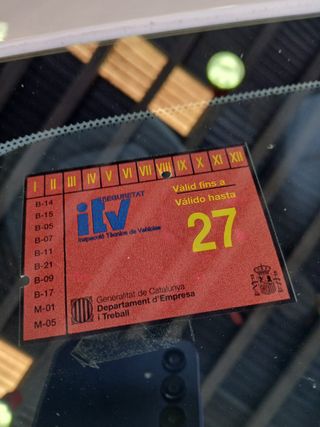 I II III IV V VI VII VIII IX X XI XII
B-14
B-15
B-05
B-07
B-11
B-21
B-09
B-17
M-01
M-05
SEGURETAT
itv
Inspecció Tècnica de Vehicles
Vàlid fins a
Válido hasta
27
Generalitat de Catalunya
Departament d'Empresa
i Treball